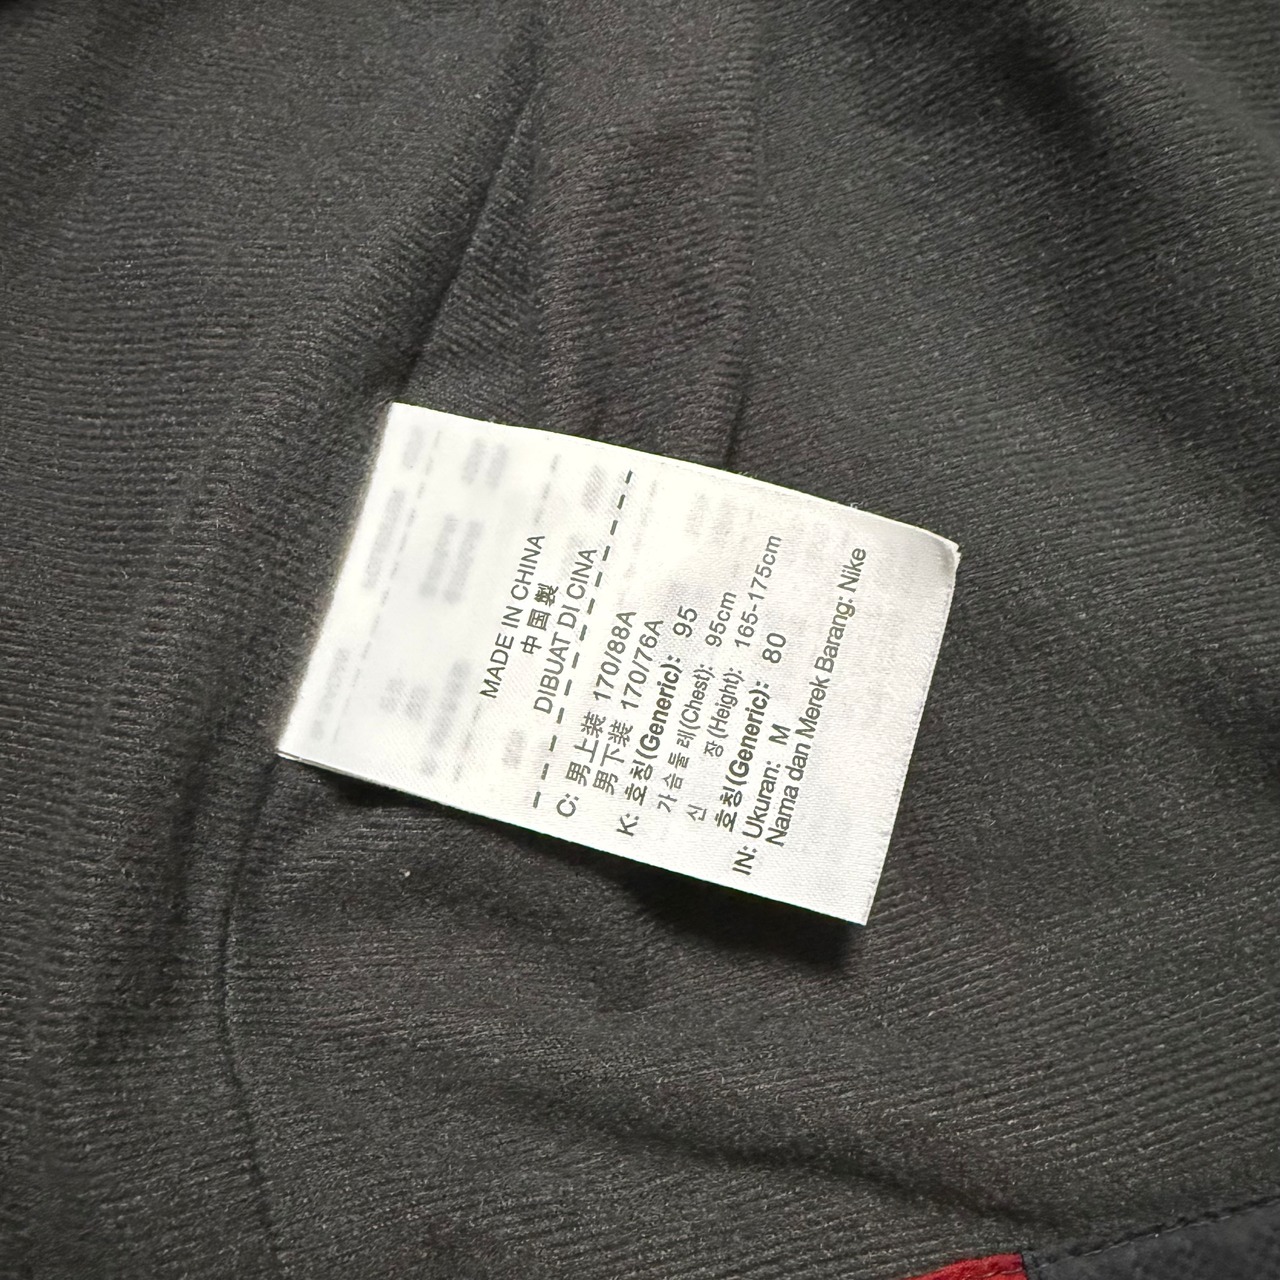 MADE IN CHINA
中国製
DIBUAT DI CINA
C: 男上装 170/88A
男下装 170/76A
K: 호칭(Generic): 95
가슴둘레(Chest): 95cm
신 장(Height): 165-175cm
호칭(Generic): 80
IN: Ukuran: M
Nama dan Merek Barang: Nike